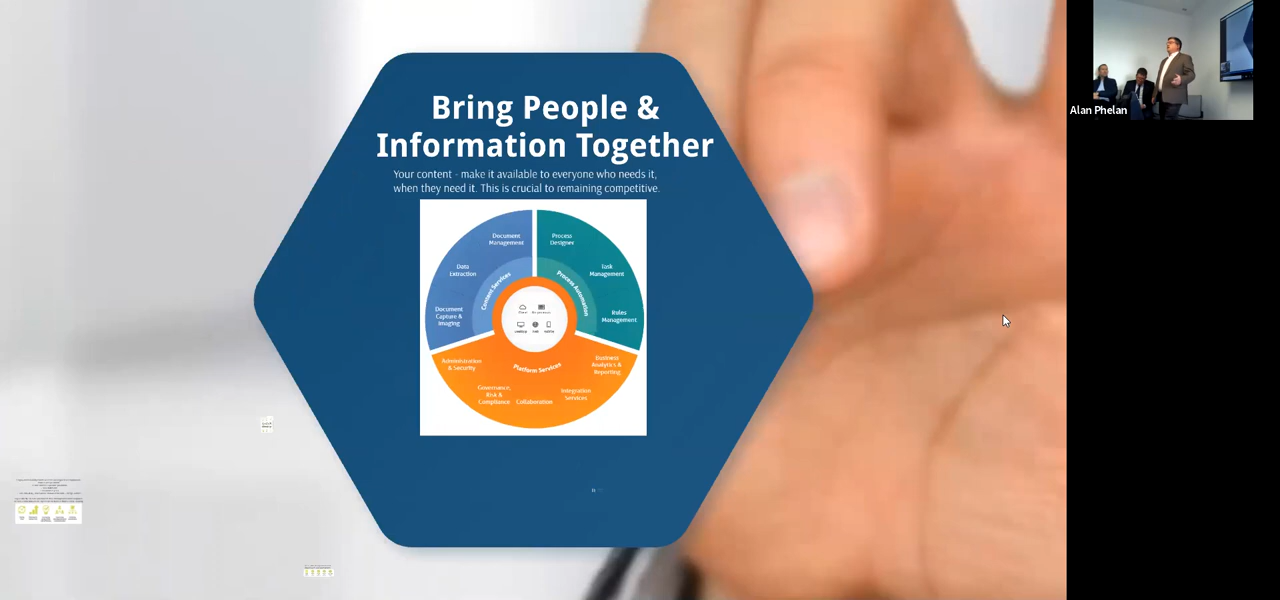 Bring People &
Information Together
Your content - make it available to everyone who needs it,
when they need it. This is crucial to remaining competitive.
Document
Management
Process
Designer
Data
Extraction
Task
Management
Content Services
Process Automation
Document
Capture &
Imaging
Rules
Management
Administration
& Security
Platform Services
Business
Analytics &
Reporting
Governance,
Risk &
Compliance
Collaboration
Integration
Services
Alan Phelan